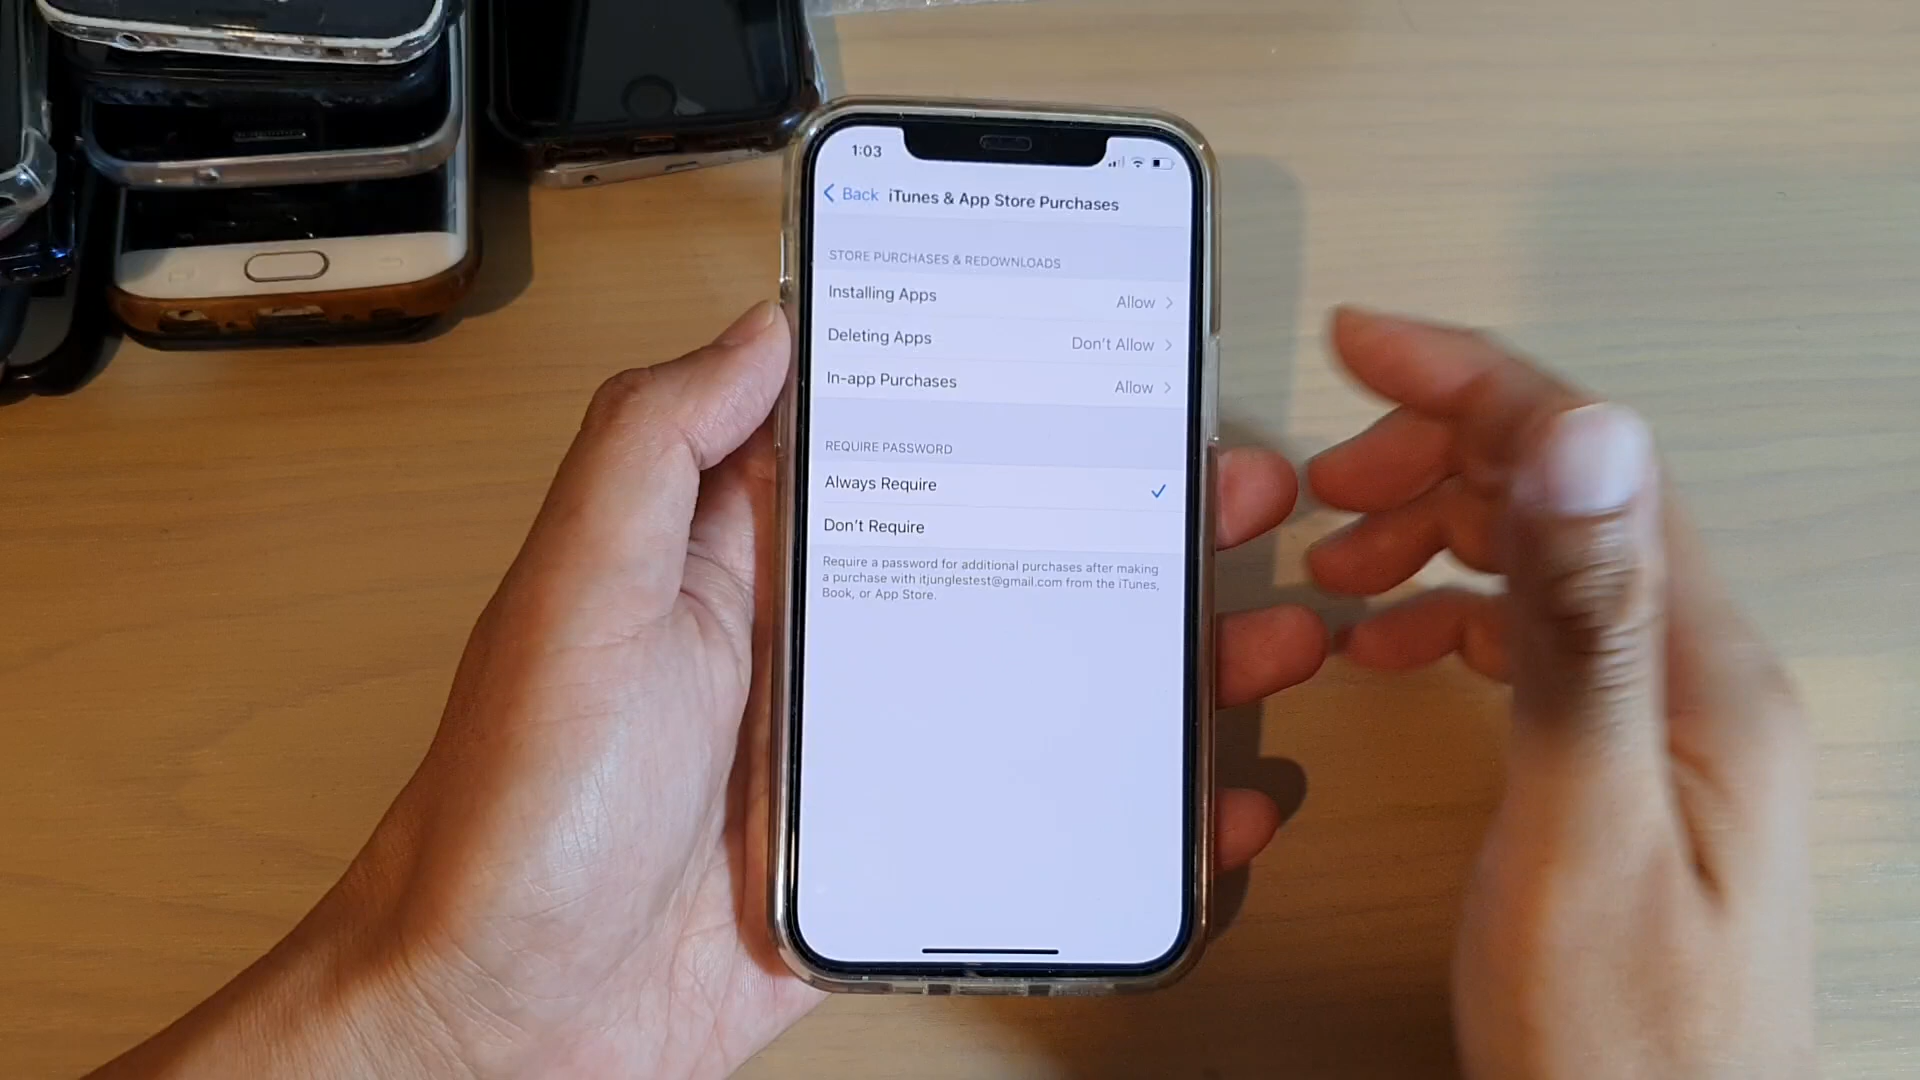 1:03
Back iTunes & App Store Purchases
STORE PURCHASES & REDOWNLOADS
Installing Apps Allow
Deleting Apps Don't Allow
In-app Purchases Allow
REQUIRE PASSWORD
Always Require
Don't Require
Require a password for additional purchases after making
a purchase with itjunglestest@gmail.com from the iTunes,
Book, or App Store.